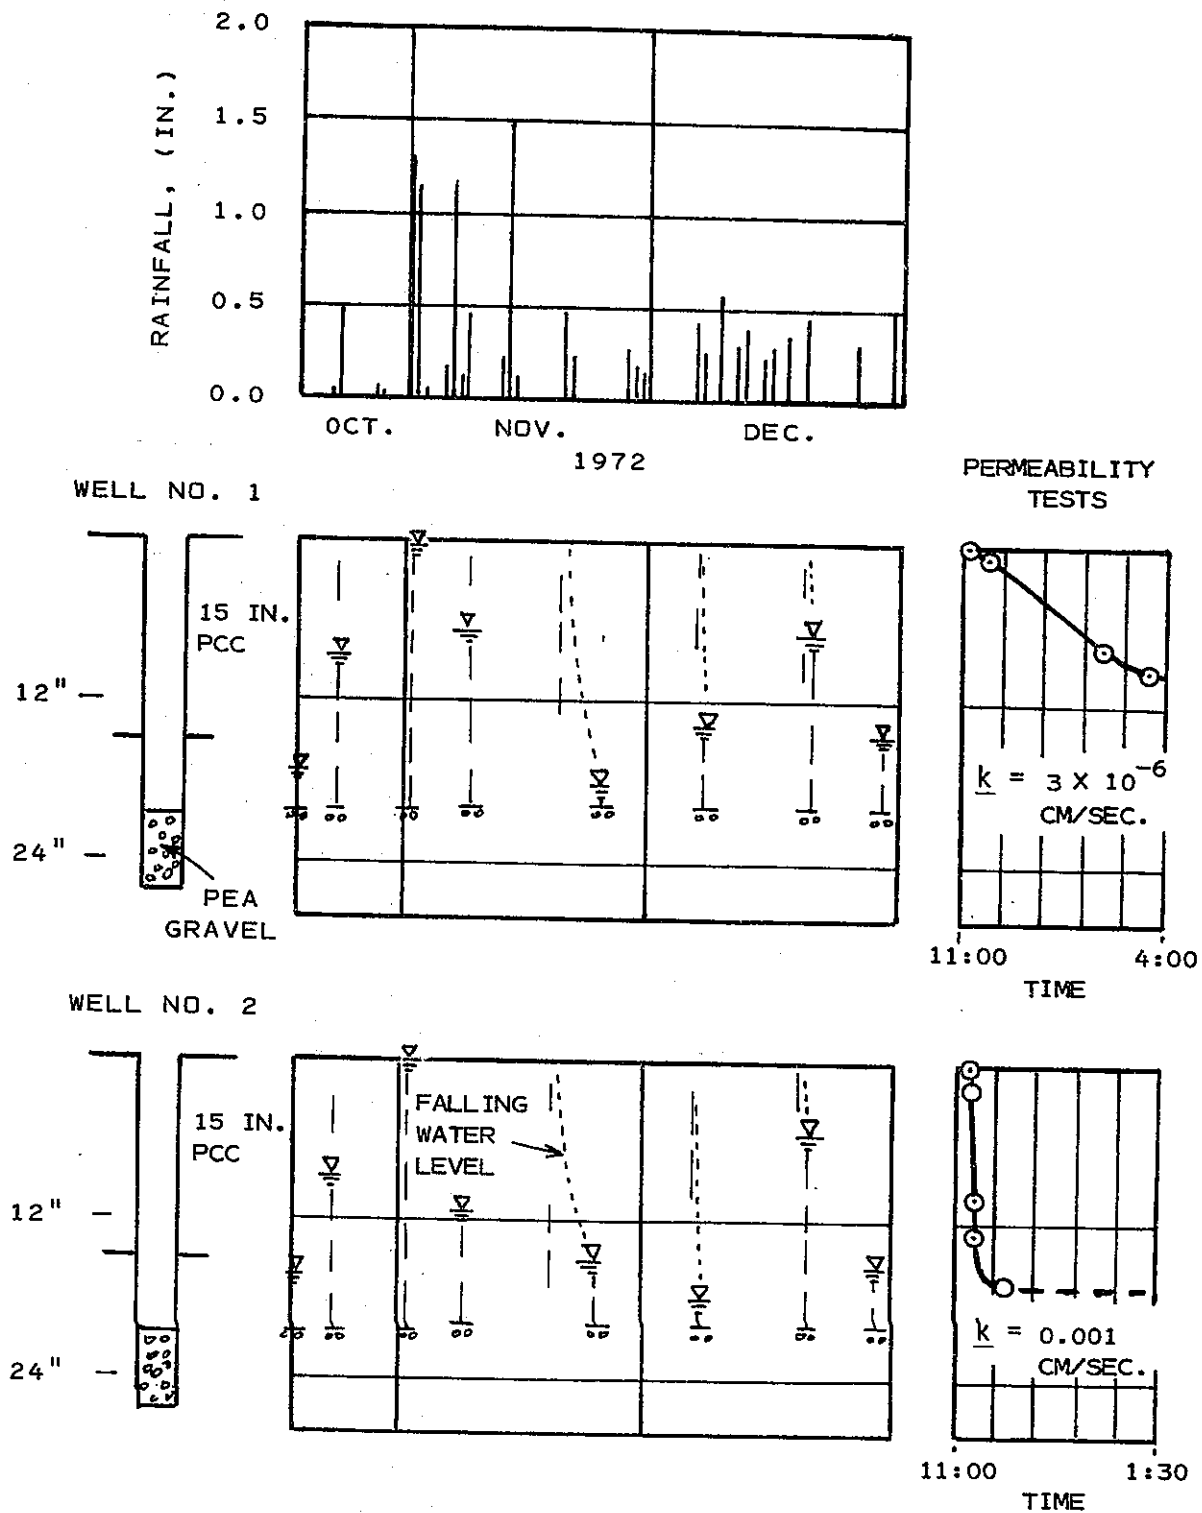 2.0
RAINFALL, (IN.)
1.5
1.0
0.5
0.0
OCT. NOV. DEC.
1972
WELL NO. 1
PERMEABILITY
TESTS
15 IN.
PCC
12"
k = 3 X 10⁻⁶
CM/SEC.
24"
PEA
GRAVEL
11:00 4:00
TIME
WELL NO. 2
15 IN.
PCC
FALLING
WATER
LEVEL
12"
k = 0.001
CM/SEC.
24"
11:00 1:30
TIME